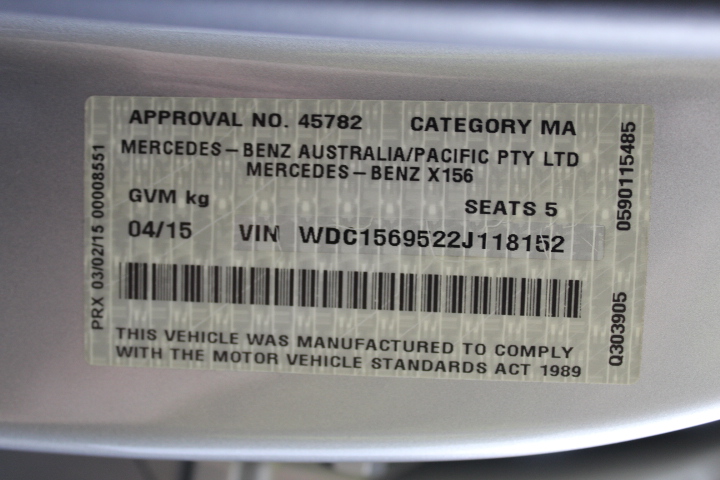 APPROVAL NO. 45782 CATEGORY MA
MERCEDES-BENZ AUSTRALIA/PACIFIC PTY LTD
MERCEDES-BENZ X156
GVM kg SEATS 5
04/15 VIN WDC1569522J118152
THIS VEHICLE WAS MANUFACTURED TO COMPLY
WITH THE MOTOR VEHICLE STANDARDS ACT 1989
PRX 03/02/15 00008551
0590115485
Q303905